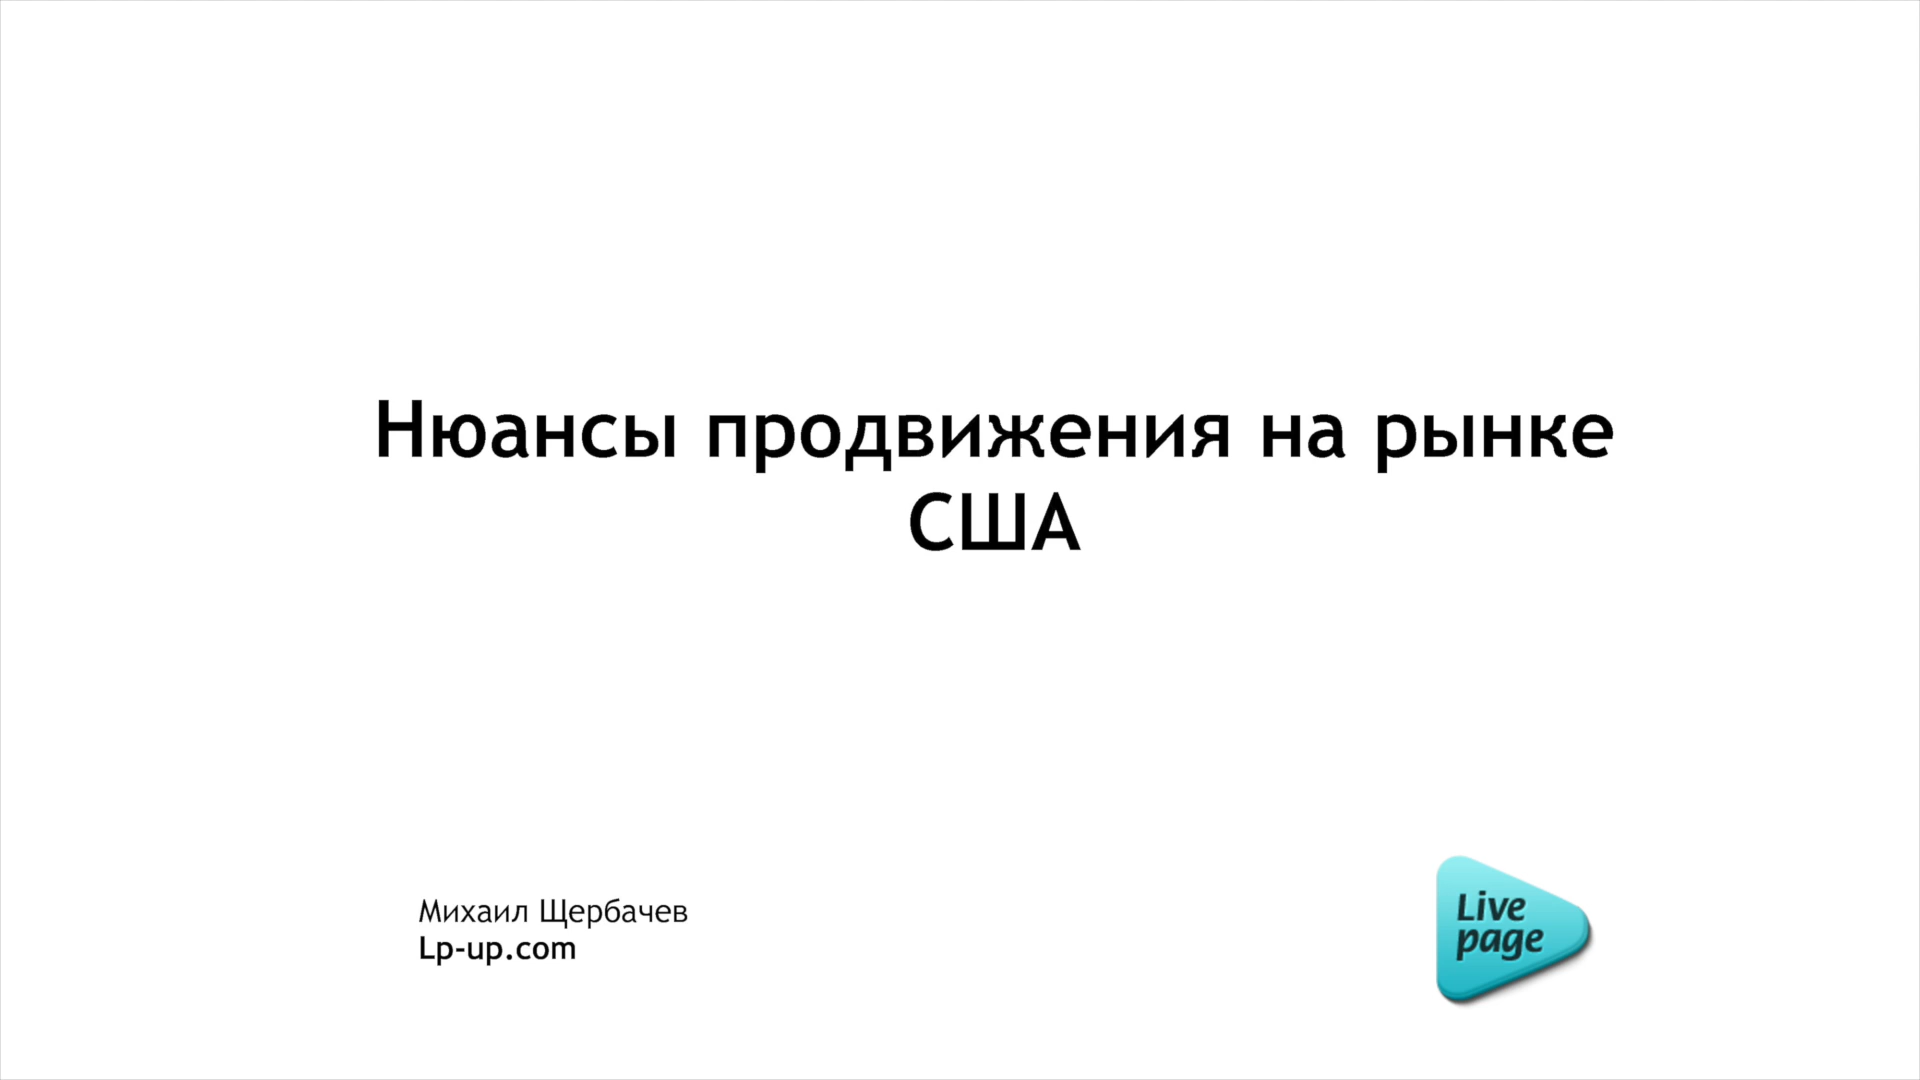 Нюансы продвижения на рынке
США
Михаил Щербачев
Lp-up.com
Live
page